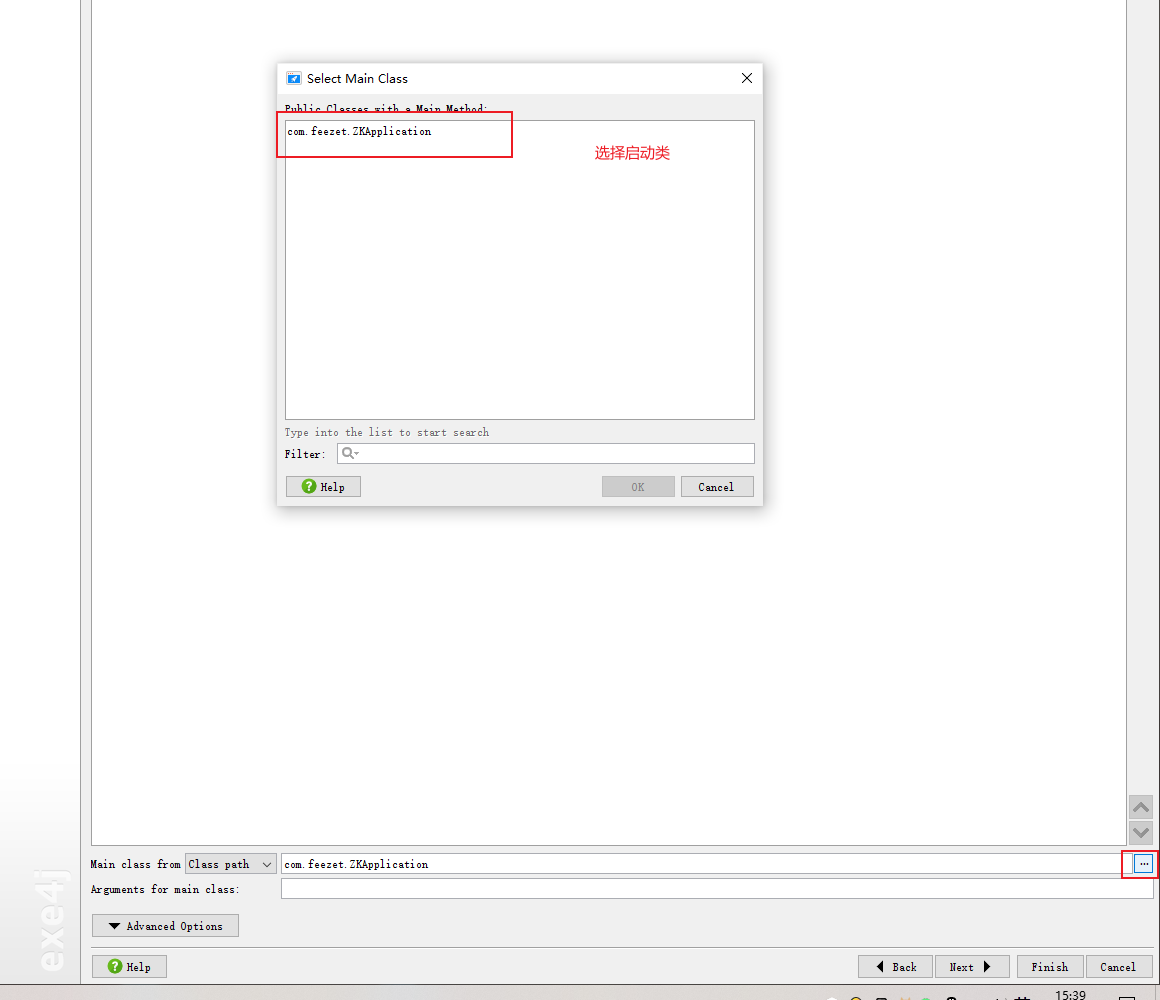 Select Main Class
Public Classes with a Main Method:
com.feezet.ZKApplication
选择启动类
Type into the list to start search
Filter:
Help
OK
Cancel
Main class from
Class path
com.feezet.ZKApplication
...
Arguments for main class:
Advanced Options
exe4j
Help
Back
Next
Finish
Cancel
15:39